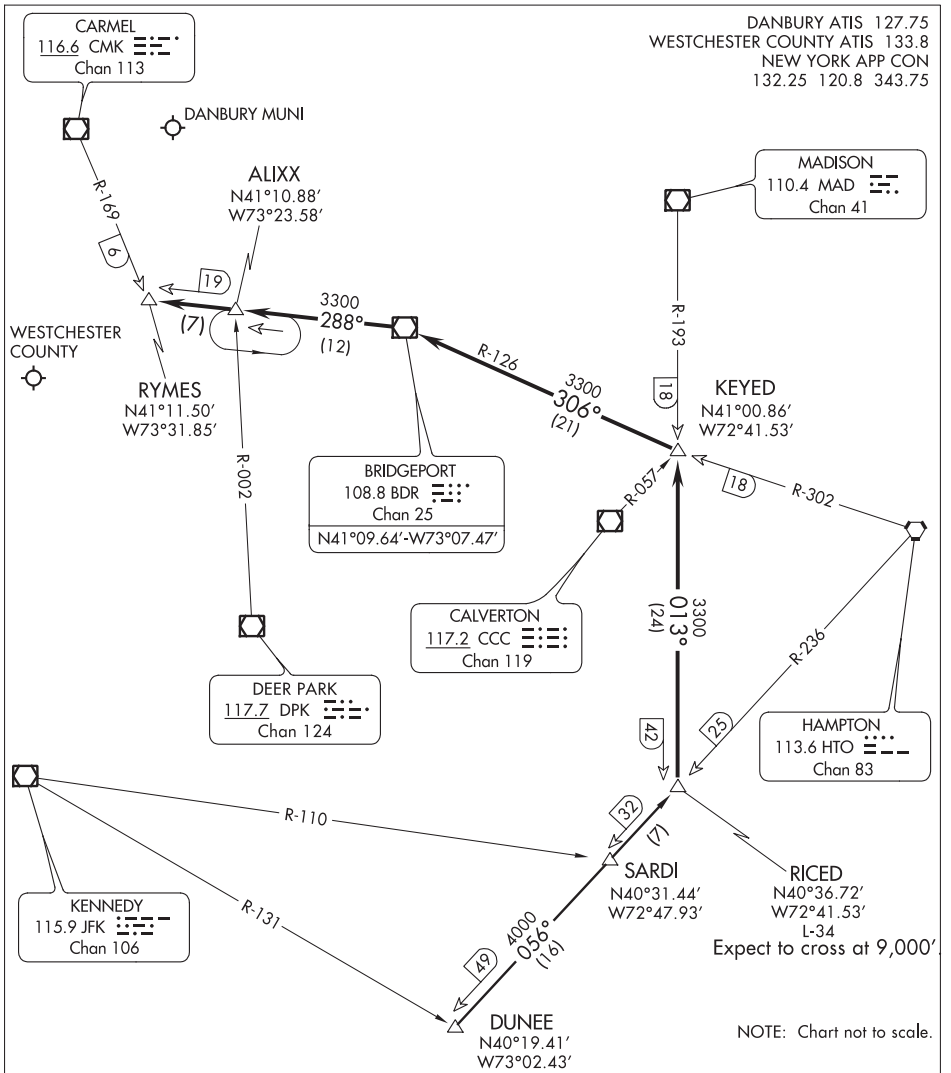 DANBURY ATIS 127.75
WESTCHESTER COUNTY ATIS 133.8
NEW YORK APP CON
132.25 120.8 343.75
CARMEL
116.6 CMK
Chan 113
DANBURY MUNI
ALIXX
N41°10.88'
W73°23.58'
MADISON
110.4 MAD
Chan 41
R-169
6
19
(7)
3300
288°
(12)
WESTCHESTER
COUNTY
RYMES
N41°11.50'
W73°31.85'
R-126
3300
306°
(21)
R-193
18
KEYED
N41°00.86'
W72°41.53'
R-002
BRIDGEPORT
108.8 BDR
Chan 25
N41°09.64'-W73°07.47'
R-057
18
R-302
CALVERTON
117.2 CCC
Chan 119
3300
013°
(24)
R-236
DEER PARK
117.7 DPK
Chan 124
HAMPTON
113.6 HTO
Chan 83
42
25
R-110
32
(7)
SARDI
N40°31.44'
W72°47.93'
RICED
N40°36.72'
W72°41.53'
L-34
Expect to cross at 9,000'.
KENNEDY
115.9 JFK
Chan 106
R-131
4000
056°
(16)
49
DUNEE
N40°19.41'
W73°02.43'
NOTE: Chart not to scale.